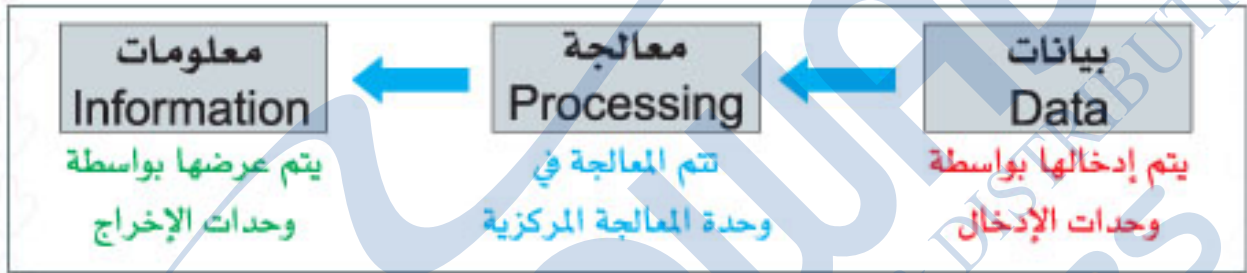 بيانات
Data
يتم إدخالها بواسطة
وحدات الإدخال
معالجة
Processing
تتم المعالجة في
وحدة المعالجة المركزية
معلومات
Information
يتم عرضها بواسطة
وحدات الإخراج